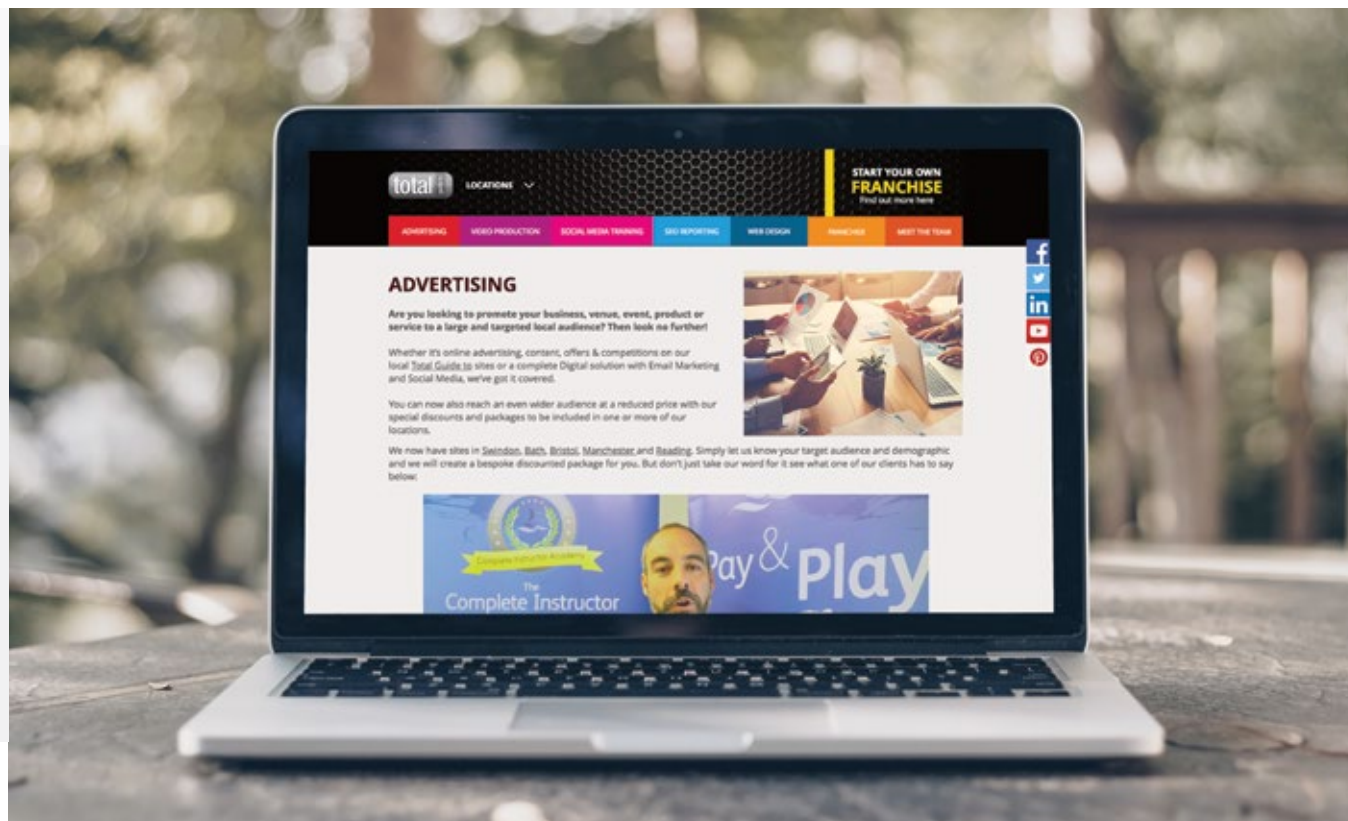 total
LOCATIONS
START YOUR OWN
FRANCHISE
Find out more here
ADVERTISING
VIDEO PRODUCTION
SOCIAL MEDIA TRAINING
SEO REPORTING
WEB DESIGN
FRANCHISE
MEET THE TEAM
ADVERTISING
Are you looking to promote your business, venue, event, product or
service to a large and targeted local audience? Then look no further!
Whether it's online advertising, content, offers & competitions on our
local Total Guide to sites or a complete Digital solution with Email Marketing
and Social Media, we've got it covered.
You can now also reach an even wider audience at a reduced price with our
special discounts and packages to be included in one or more of our
locations.
We now have sites in Swindon, Bath, Bristol, Manchester and Reading. Simply let us know your target audience and demographic
and we will create a bespoke discounted package for you. But don't just take our word for it see what one of our clients has to say
below:
Complete Instructor Academy
The
Complete Instructor
Pay & Play
f
in